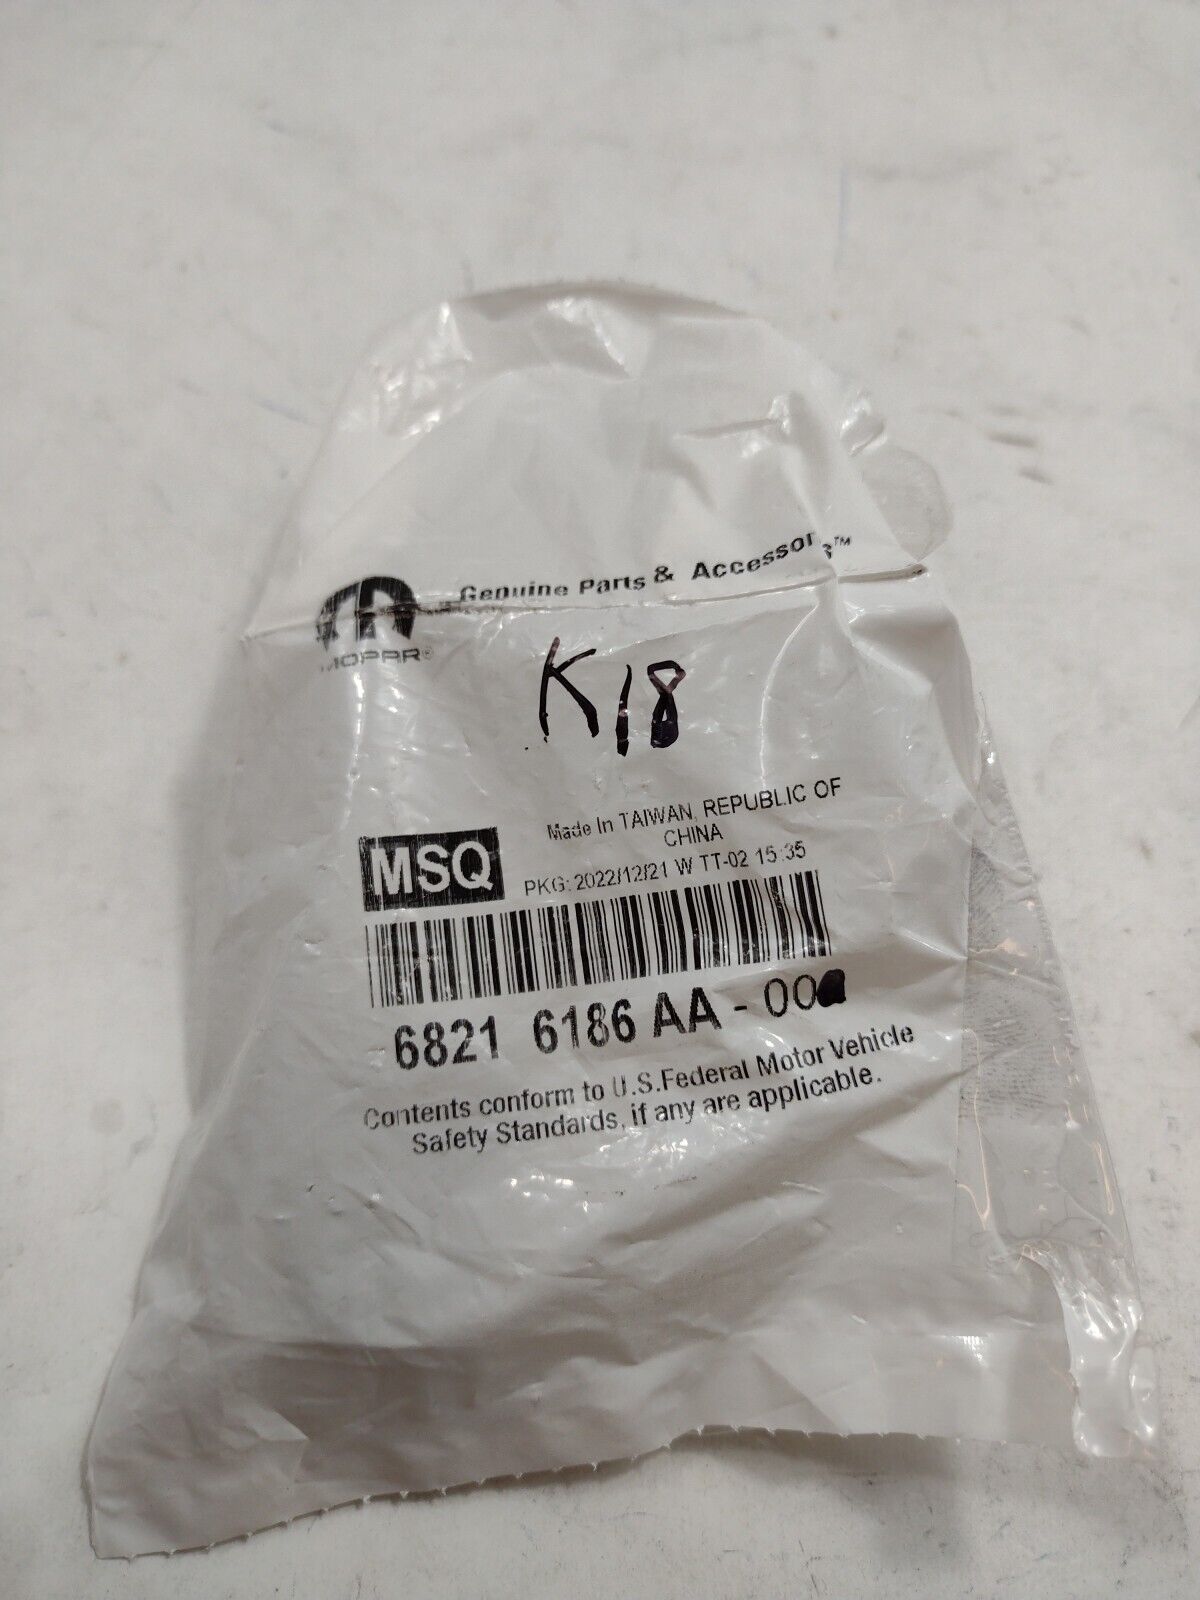 Genuine Parts & Accessories™
MOPAR®
K18
Made In TAIWAN, REPUBLIC OF
CHINA
MSQ
PKG: 2022/12/21 W TT-02 15:35
6821 6186 AA - 00
Contents conform to U.S.Federal Motor Vehicle
Safety Standards, if any are applicable.